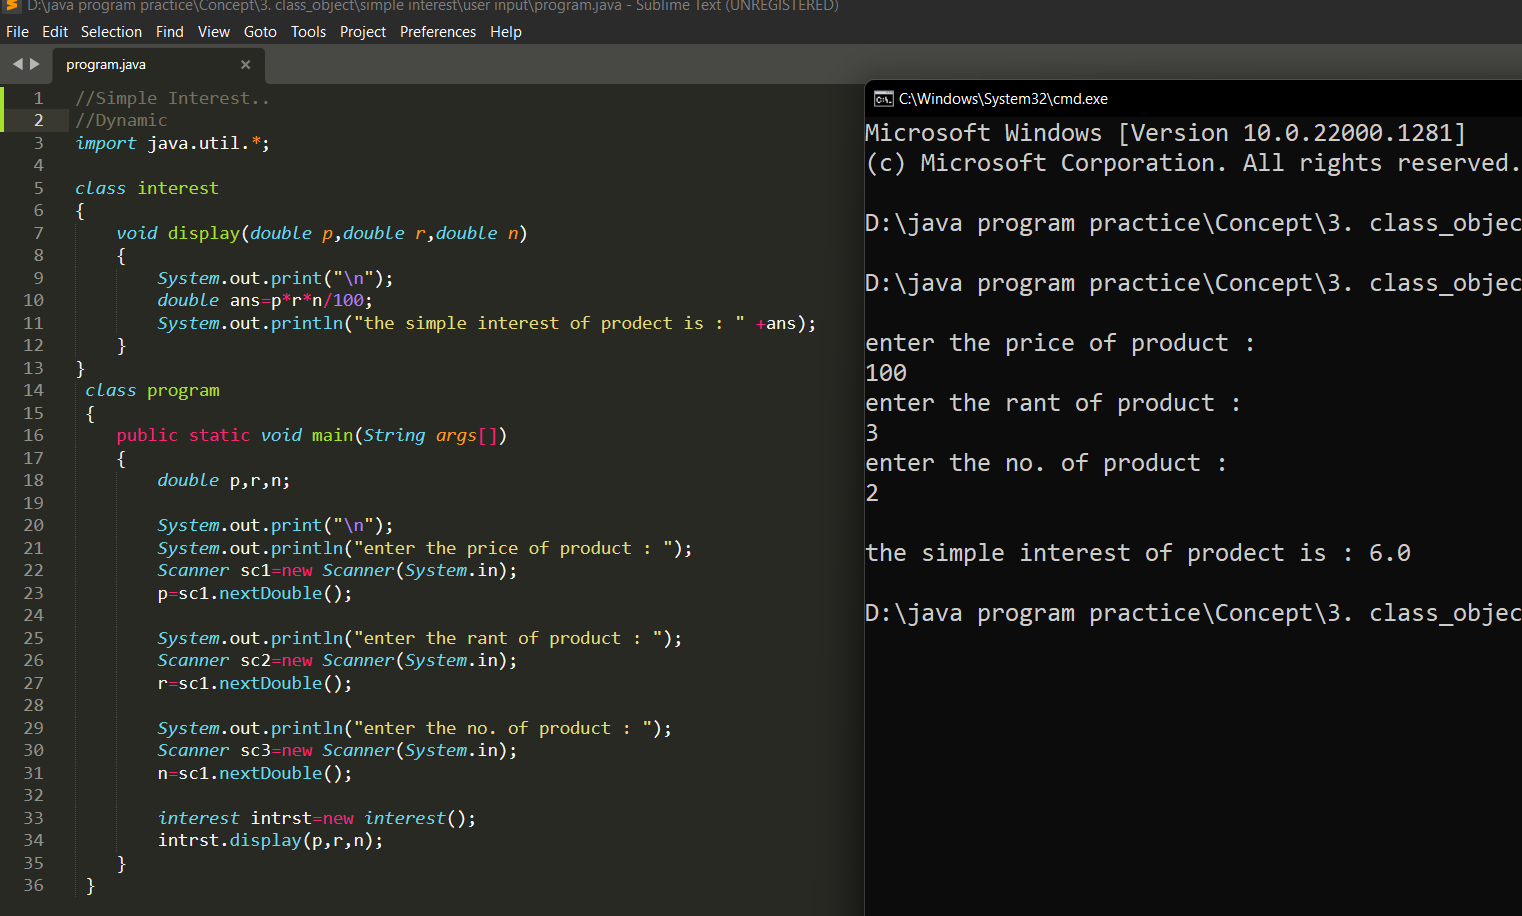 D:\java program practice\Concept\3. class_object\simple interest\user input\program.java - Sublime Text (UNREGISTERED)
File Edit Selection Find View Goto Tools Project Preferences Help
program.java
1 //Simple Interest..
2 //Dynamic
3 import java.util.*;
4
5 class interest
6 {
7 void display(double p,double r,double n)
8 {
9 System.out.print("\n");
10 double ans=p*r*n/100;
11 System.out.println("the simple interest of prodect is : " +ans);
12 }
13 }
14 class program
15 {
16 public static void main(String args[])
17 {
18 double p,r,n;
19
20 System.out.print("\n");
21 System.out.println("enter the price of product : ");
22 Scanner sc1=new Scanner(System.in);
23 p=sc1.nextDouble();
24
25 System.out.println("enter the rant of product : ");
26 Scanner sc2=new Scanner(System.in);
27 r=sc1.nextDouble();
28
29 System.out.println("enter the no. of product : ");
30 Scanner sc3=new Scanner(System.in);
31 n=sc1.nextDouble();
32
33 interest intrst=new interest();
34 intrst.display(p,r,n);
35 }
36 }
C:\Windows\System32\cmd.exe
Microsoft Windows [Version 10.0.22000.1281]
(c) Microsoft Corporation. All rights reserved.
D:\java program practice\Concept\3. class_objec
D:\java program practice\Concept\3. class_objec
enter the price of product :
100
enter the rant of product :
3
enter the no. of product :
2
the simple interest of prodect is : 6.0
D:\java program practice\Concept\3. class_objec